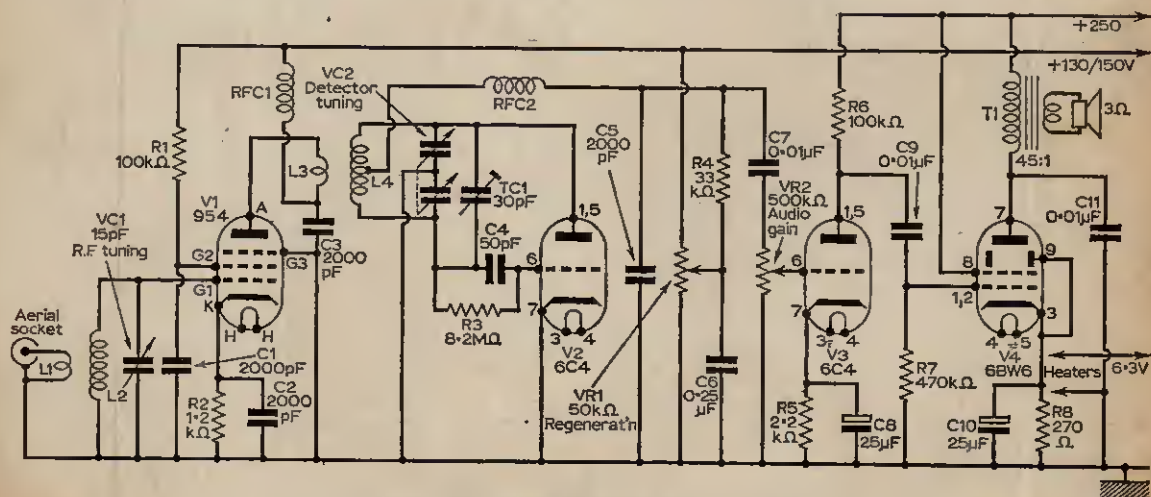 +250
+130/150V
RFC1
VC2
Detector
tuning
RFC2
R1
100kΩ
L3
L4
TC1
30pF
C4
50pF
C5
2000
pF
R4
33
kΩ
C7
0·01µF
VR2
500kΩ
Audio
gain
R6
100kΩ
C9
0·01µF
T1
45:1
3Ω
C11
0·01µF
VC1
15pF
R.F tuning
V1
954
A
G2
G1
K
G3
H H
C3
2000
pF
Aerial
socket
L1
L2
C1
2000pF
R2
1·2
kΩ
C2
2000
pF
R3
8·2MΩ
1,5
6
7
3 4
V2
6C4
VR1
50kΩ
Regenerat'n
C6
0·25
µF
1,5
6
7
3 4
V3
6C4
R5
2·2
kΩ
C8
25µF
R7
470kΩ
7
8
1,2
9
3
4 5
V4
6BW6
Heaters
6·3V
C10
25µF
R8
270
Ω